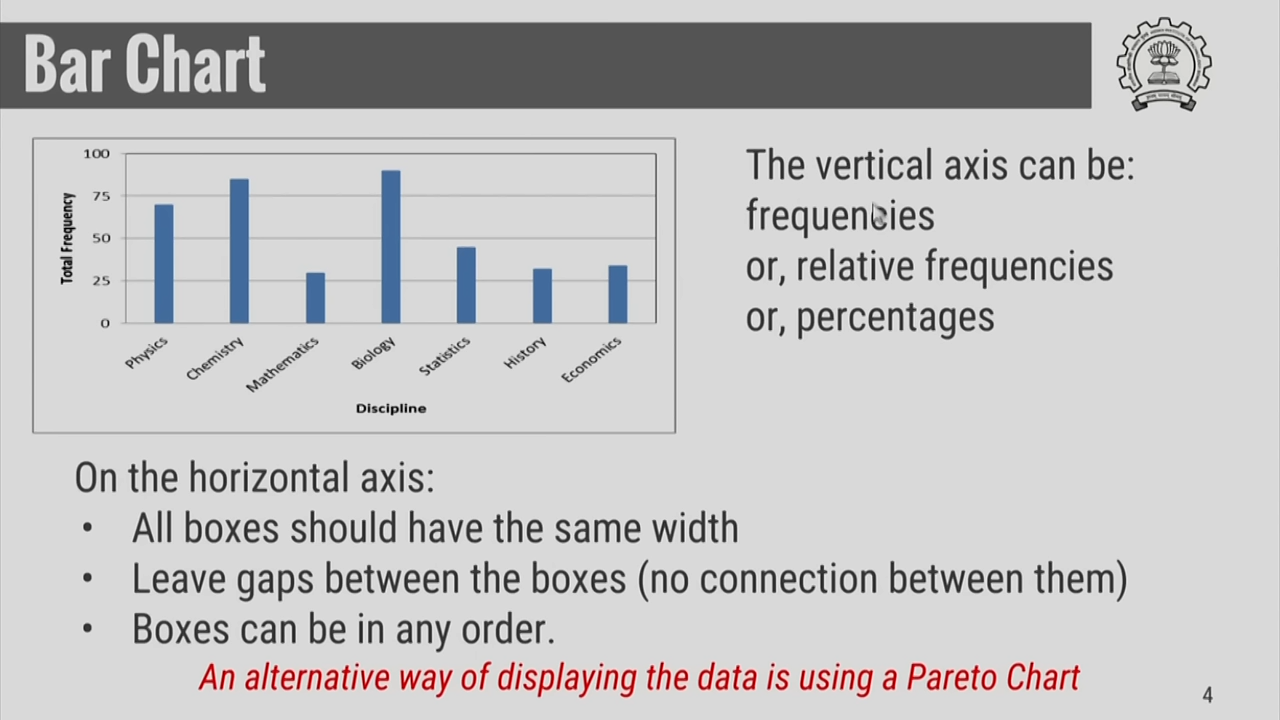 Bar Chart
100
75
50
25
0
Total Frequency
Physics
Chemistry
Mathematics
Biology
Statistics
History
Economics
Discipline
The vertical axis can be:
frequencies
or, relative frequencies
or, percentages
On the horizontal axis:
• All boxes should have the same width
• Leave gaps between the boxes (no connection between them)
• Boxes can be in any order.
An alternative way of displaying the data is using a Pareto Chart
4